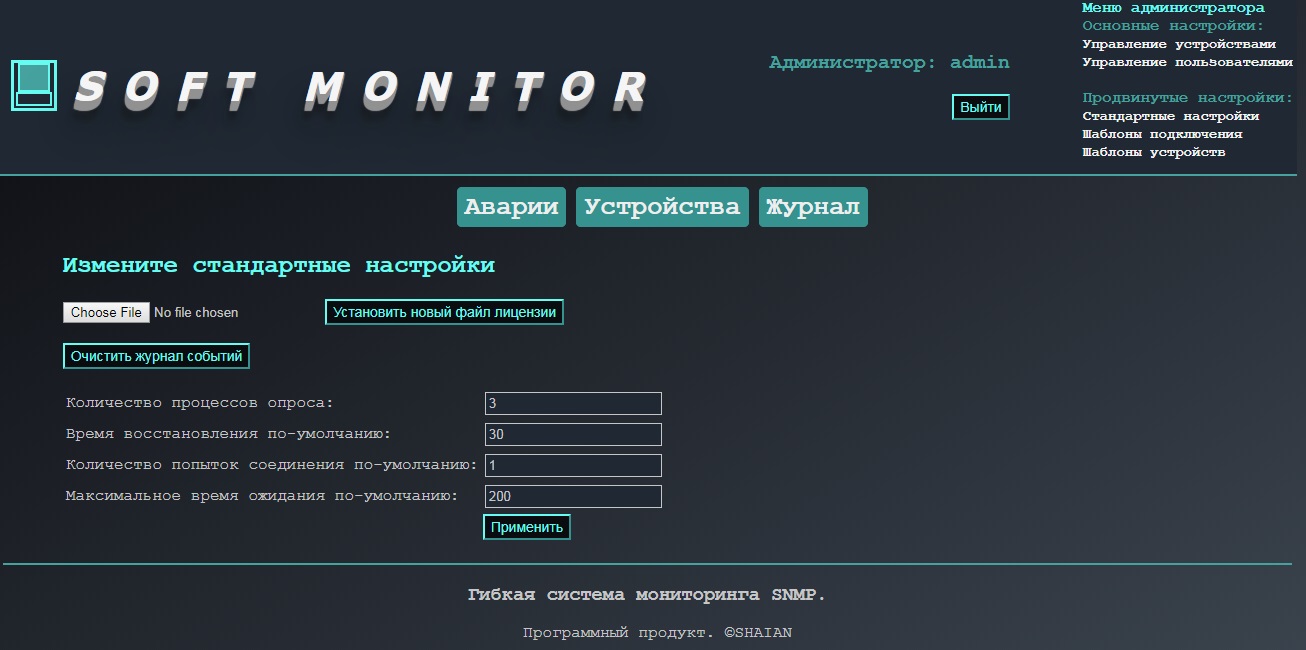 SOFT MONITOR
Администратор: admin
Выйти
Меню администратора
Основные настройки:
Управление устройствами
Управление пользователями
Продвинутые настройки:
Стандартные настройки
Шаблоны подключения
Шаблоны устройств
Аварии Устройства Журнал
Измените стандартные настройки
Choose File No file chosen Установить новый файл лицензии
Очистить журнал событий
Количество процессов опроса: 3
Время восстановления по-умолчанию: 30
Количество попыток соединения по-умолчанию: 1
Максимальное время ожидания по-умолчанию: 200
Применить
Гибкая система мониторинга SNMP.
Программный продукт. ©SHAIAN